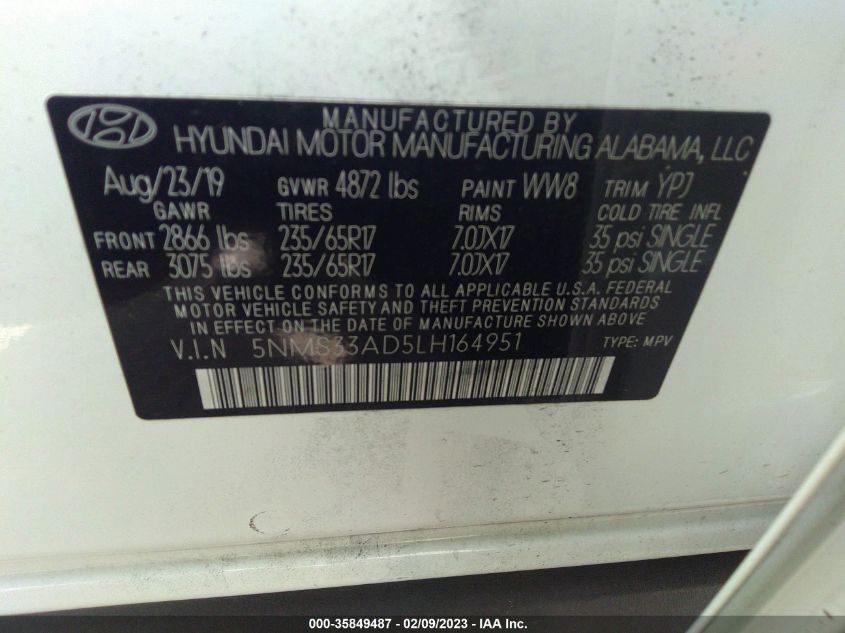 MANUFACTURED BY
HYUNDAI MOTOR MANUFACTURING ALABAMA, LLC
Aug/23/19 GVWR 4872 lbs PAINT WW8 TRIM YPJ
GAWR TIRES RIMS COLD TIRE INFL
FRONT 2866 lbs 235/65R17 7.0JX17 35 psi SINGLE
REAR 3075 lbs 235/65R17 7.0JX17 35 psi SINGLE
THIS VEHICLE CONFORMS TO ALL APPLICABLE U.S.A. FEDERAL
MOTOR VEHICLE SAFETY AND THEFT PREVENTION STANDARDS
IN EFFECT ON THE DATE OF MANUFACTURE SHOWN ABOVE
V.I.N 5NMS33AD5LH164951 TYPE: MPV
000-35849487 - 02/09/2023 - IAA Inc.